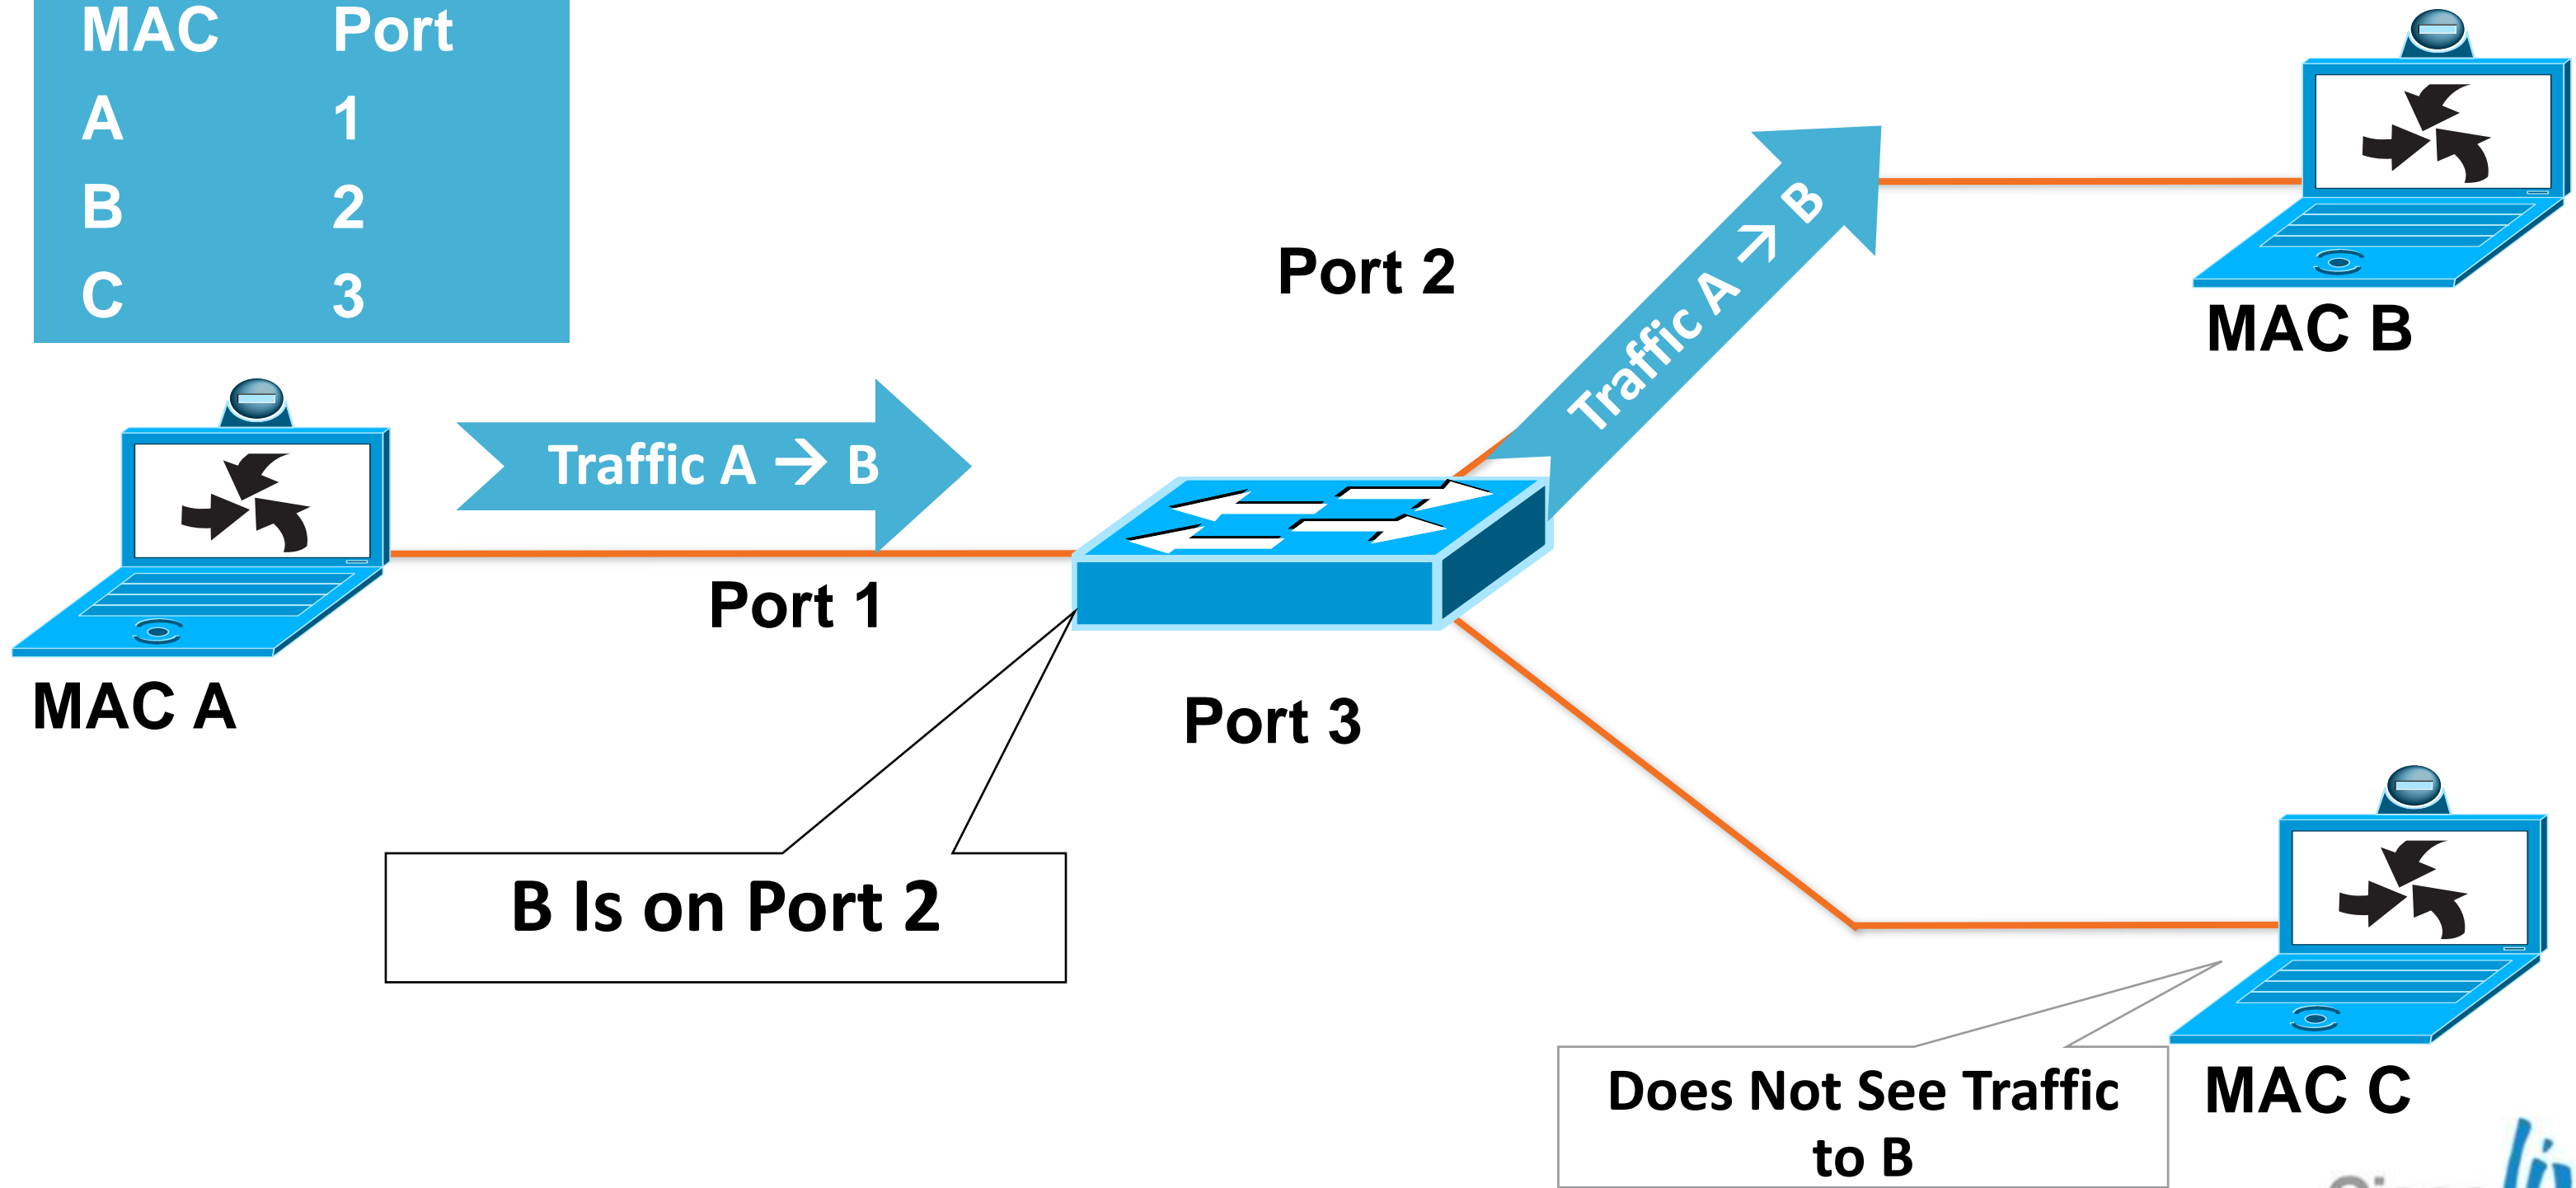 MAC Port
A 1
B 2
C 3
Port 2
Traffic A → B
MAC B
Traffic A → B
Port 1
MAC A
Port 3
B Is on Port 2
Does Not See Traffic
to B
MAC C